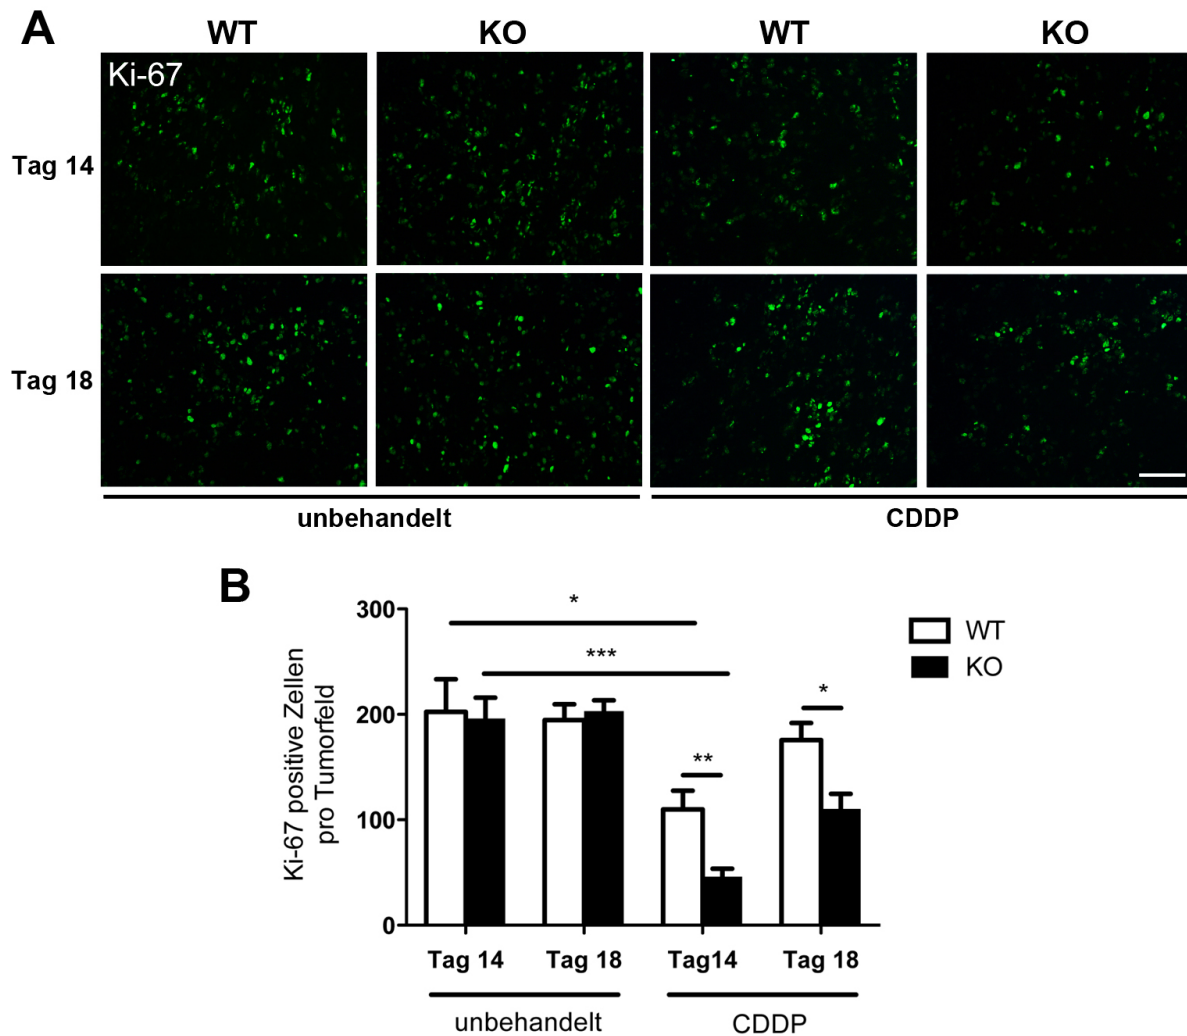 A
WT KO WT KO
Ki-67
Tag 14
Tag 18
unbehandelt CDDP
B
300
200
100
0
Ki-67 positive Zellen
pro Tumorfeld
*
***
**
*
WT
KO
Tag 14 Tag 18 Tag14 Tag 18
unbehandelt CDDP